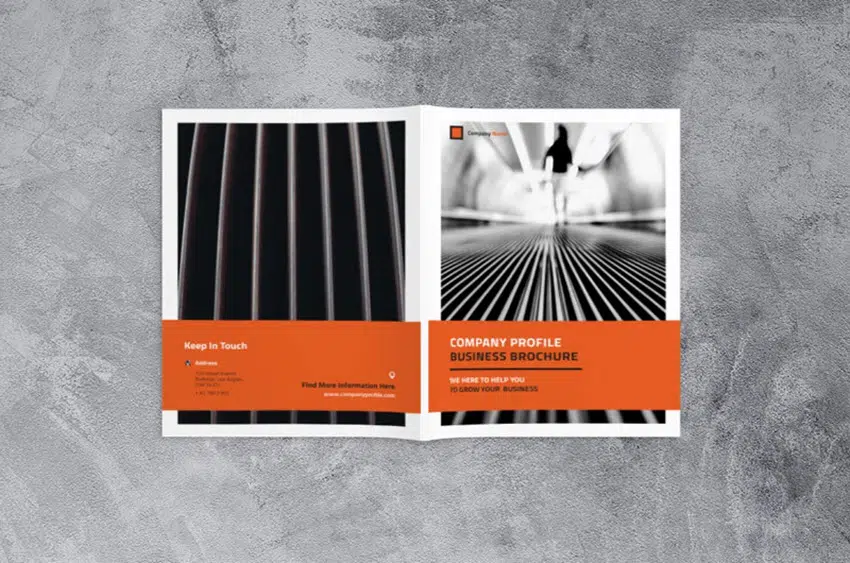 Keep In Touch
Address
Find More Information Here
www.companyprofile.com
Company Name
COMPANY PROFILE
BUSINESS BROCHURE
WE HERE TO HELP YOU
TO GROW YOUR BUSINESS